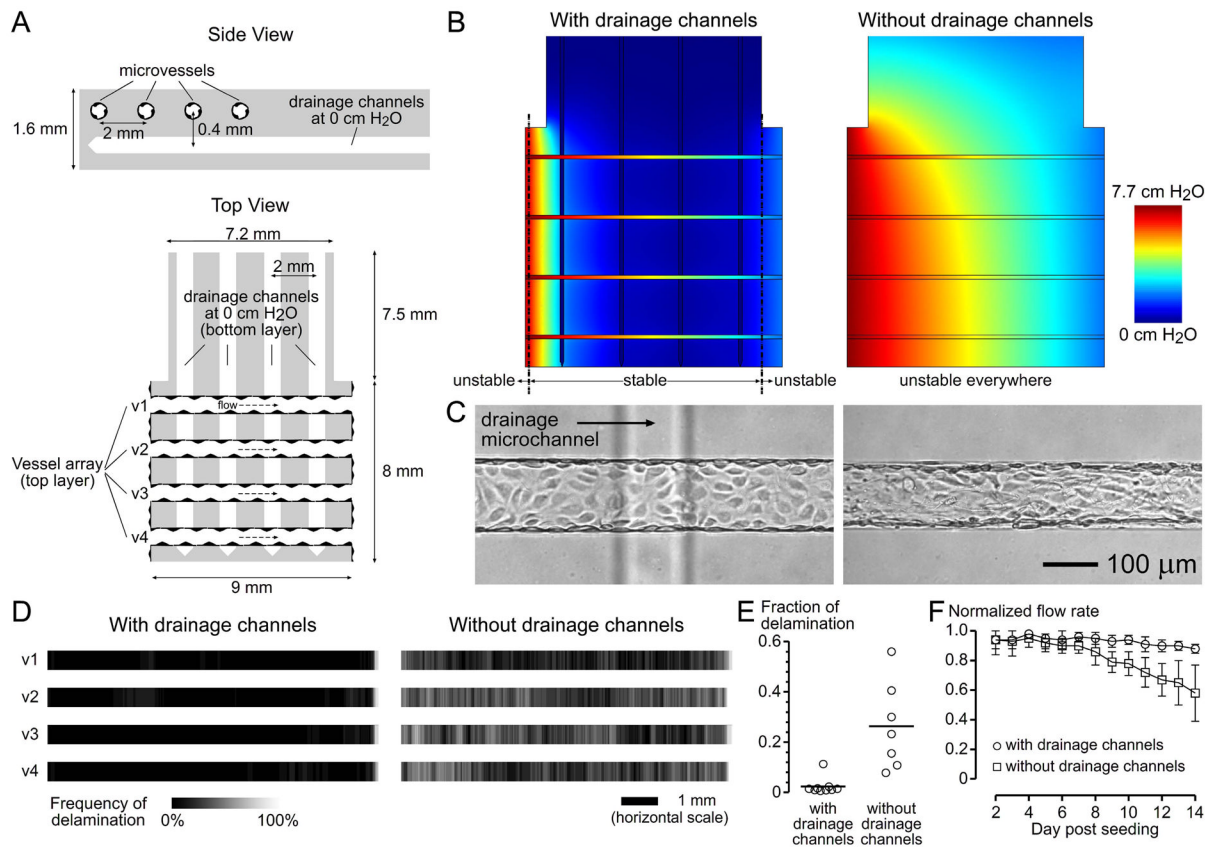 A
Side View
microvessels
drainage channels
at 0 cm H2O
1.6 mm
2 mm
0.4 mm
Top View
7.2 mm
2 mm
drainage channels
at 0 cm H2O
(bottom layer)
7.5 mm
v1
flow
v2
Vessel array
(top layer)
v3
v4
8 mm
9 mm
B
With drainage channels
Without drainage channels
7.7 cm H2O
0 cm H2O
unstable
stable
unstable
unstable everywhere
C
drainage
microchannel
100 μm
D
With drainage channels
Without drainage channels
v1
v2
v3
v4
Frequency of
delamination
0%
100%
1 mm
(horizontal scale)
E
Fraction of
delamination
0.6
0.4
0.2
0
with
drainage
channels
without
drainage
channels
F
Normalized flow rate
1.0
0.8
0.6
0.4
0.2
0
with drainage channels
without drainage channels
2 4 6 8 10 12 14
Day post seeding